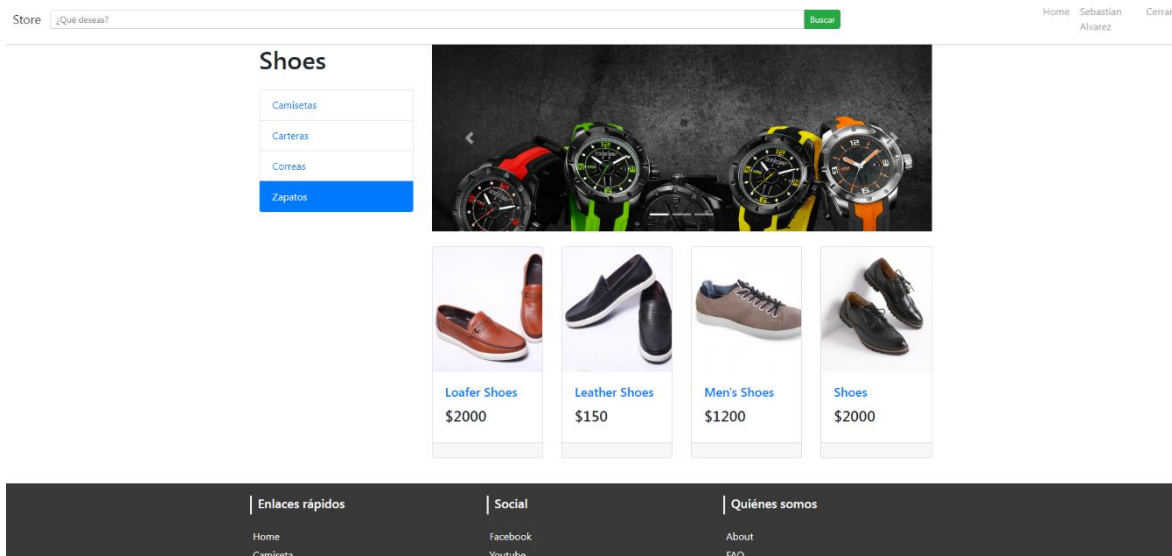 Store
¿Qué deseas?
Buscar
Home
Sebastian
Alvarez
Cerrar
Shoes
Camisetas
Carteras
Correas
Zapatos
Loafer Shoes
$2000
Leather Shoes
$150
Men's Shoes
$1200
Shoes
$2000
Enlaces rápidos
Social
Quiénes somos
Home
Facebook
About
Camiseta
Youtube
FAQ